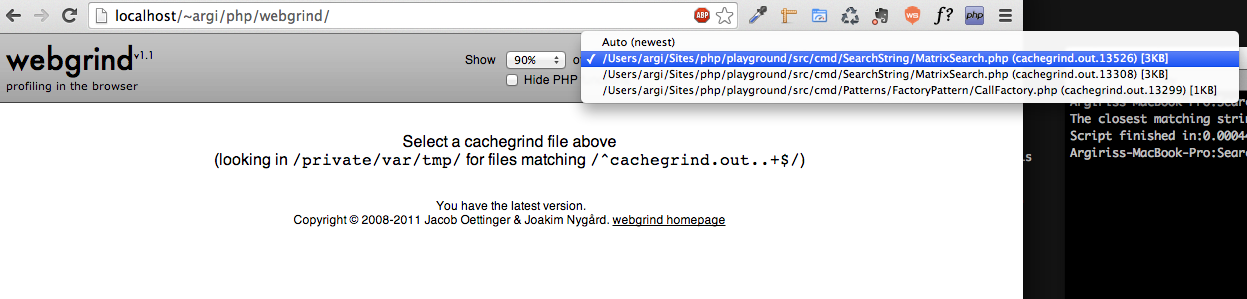 localhost/~argi/php/webgrind/
ABP
WB
f?
php
webgrind v1.1
profiling in the browser
Show 90% of
Hide PHP
Auto (newest)
✓ /Users/argi/Sites/php/playground/src/cmd/SearchString/MatrixSearch.php (cachegrind.out.13526) [3KB]
/Users/argi/Sites/php/playground/src/cmd/SearchString/MatrixSearch.php (cachegrind.out.13308) [3KB]
/Users/argi/Sites/php/playground/src/cmd/Patterns/FactoryPattern/CallFactory.php (cachegrind.out.13299) [1KB]
Select a cachegrind file above
(looking in /private/var/tmp/ for files matching /^cachegrind.out..+$/)
You have the latest version.
Copyright © 2008-2011 Jacob Oettinger & Joakim Nygård. webgrind homepage
Argiriss-MacBook-Pro:Sear
The closest matching strin
Script finished in:0.00044
Argiriss-MacBook-Pro:Sear